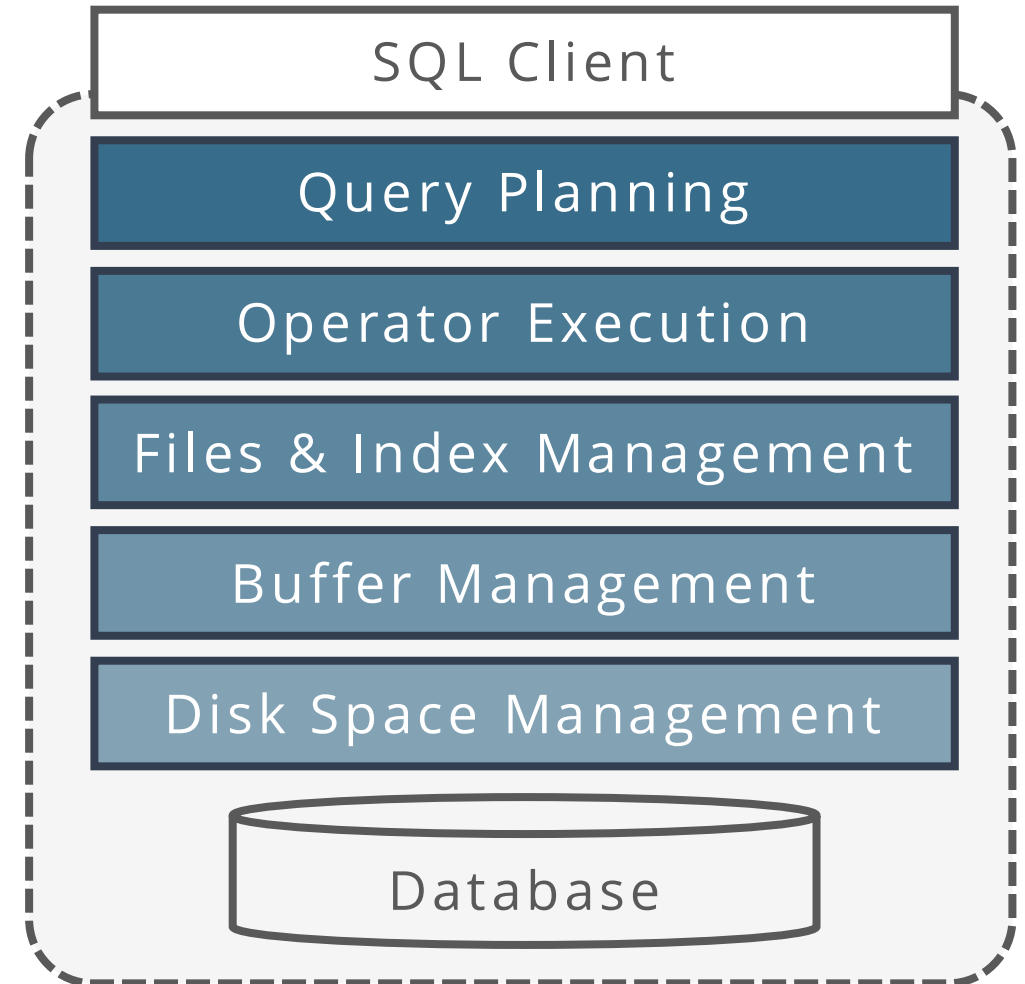 SQL Client
Query Planning
Operator Execution
Files & Index Management
Buffer Management
Disk Space Management
Database